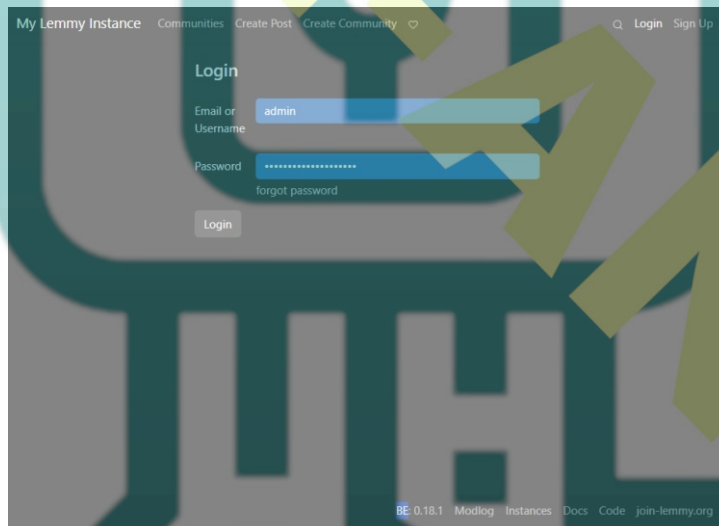 My Lemmy Instance Communities Create Post Create Community Login Sign Up
Login
Email or Username admin
Password ••••••••••••••••••••
forgot password
Login
BE: 0.18.1 Modlog Instances Docs Code join-lemmy.org